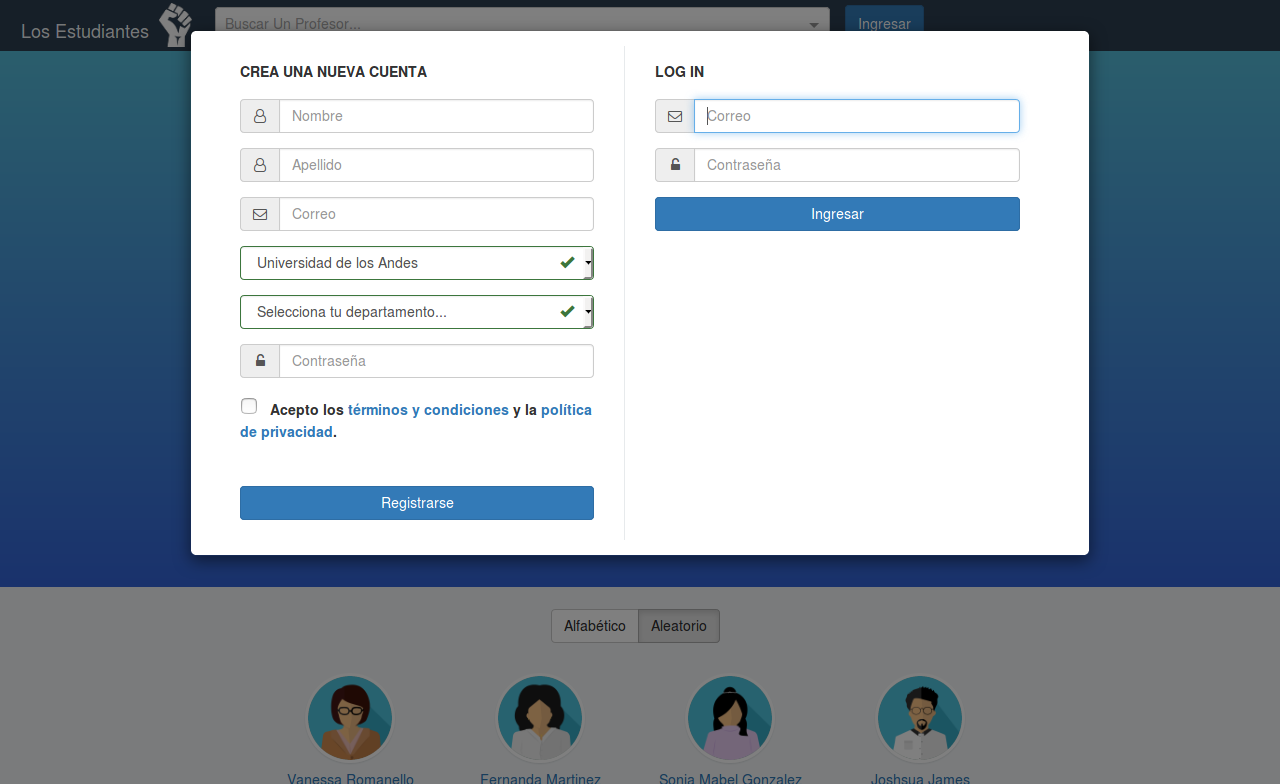 Los Estudiantes
Buscar Un Profesor...
Ingresar
CREA UNA NUEVA CUENTA
Nombre
Apellido
Correo
Universidad de los Andes
Selecciona tu departamento...
Contraseña
Acepto los términos y condiciones y la política
de privacidad.
Registrarse
LOG IN
Correo
Contraseña
Ingresar
Alfabético
Aleatorio
Vanessa Romanello
Fernanda Martinez
Sonia Mabel Gonzalez
Joshsua James